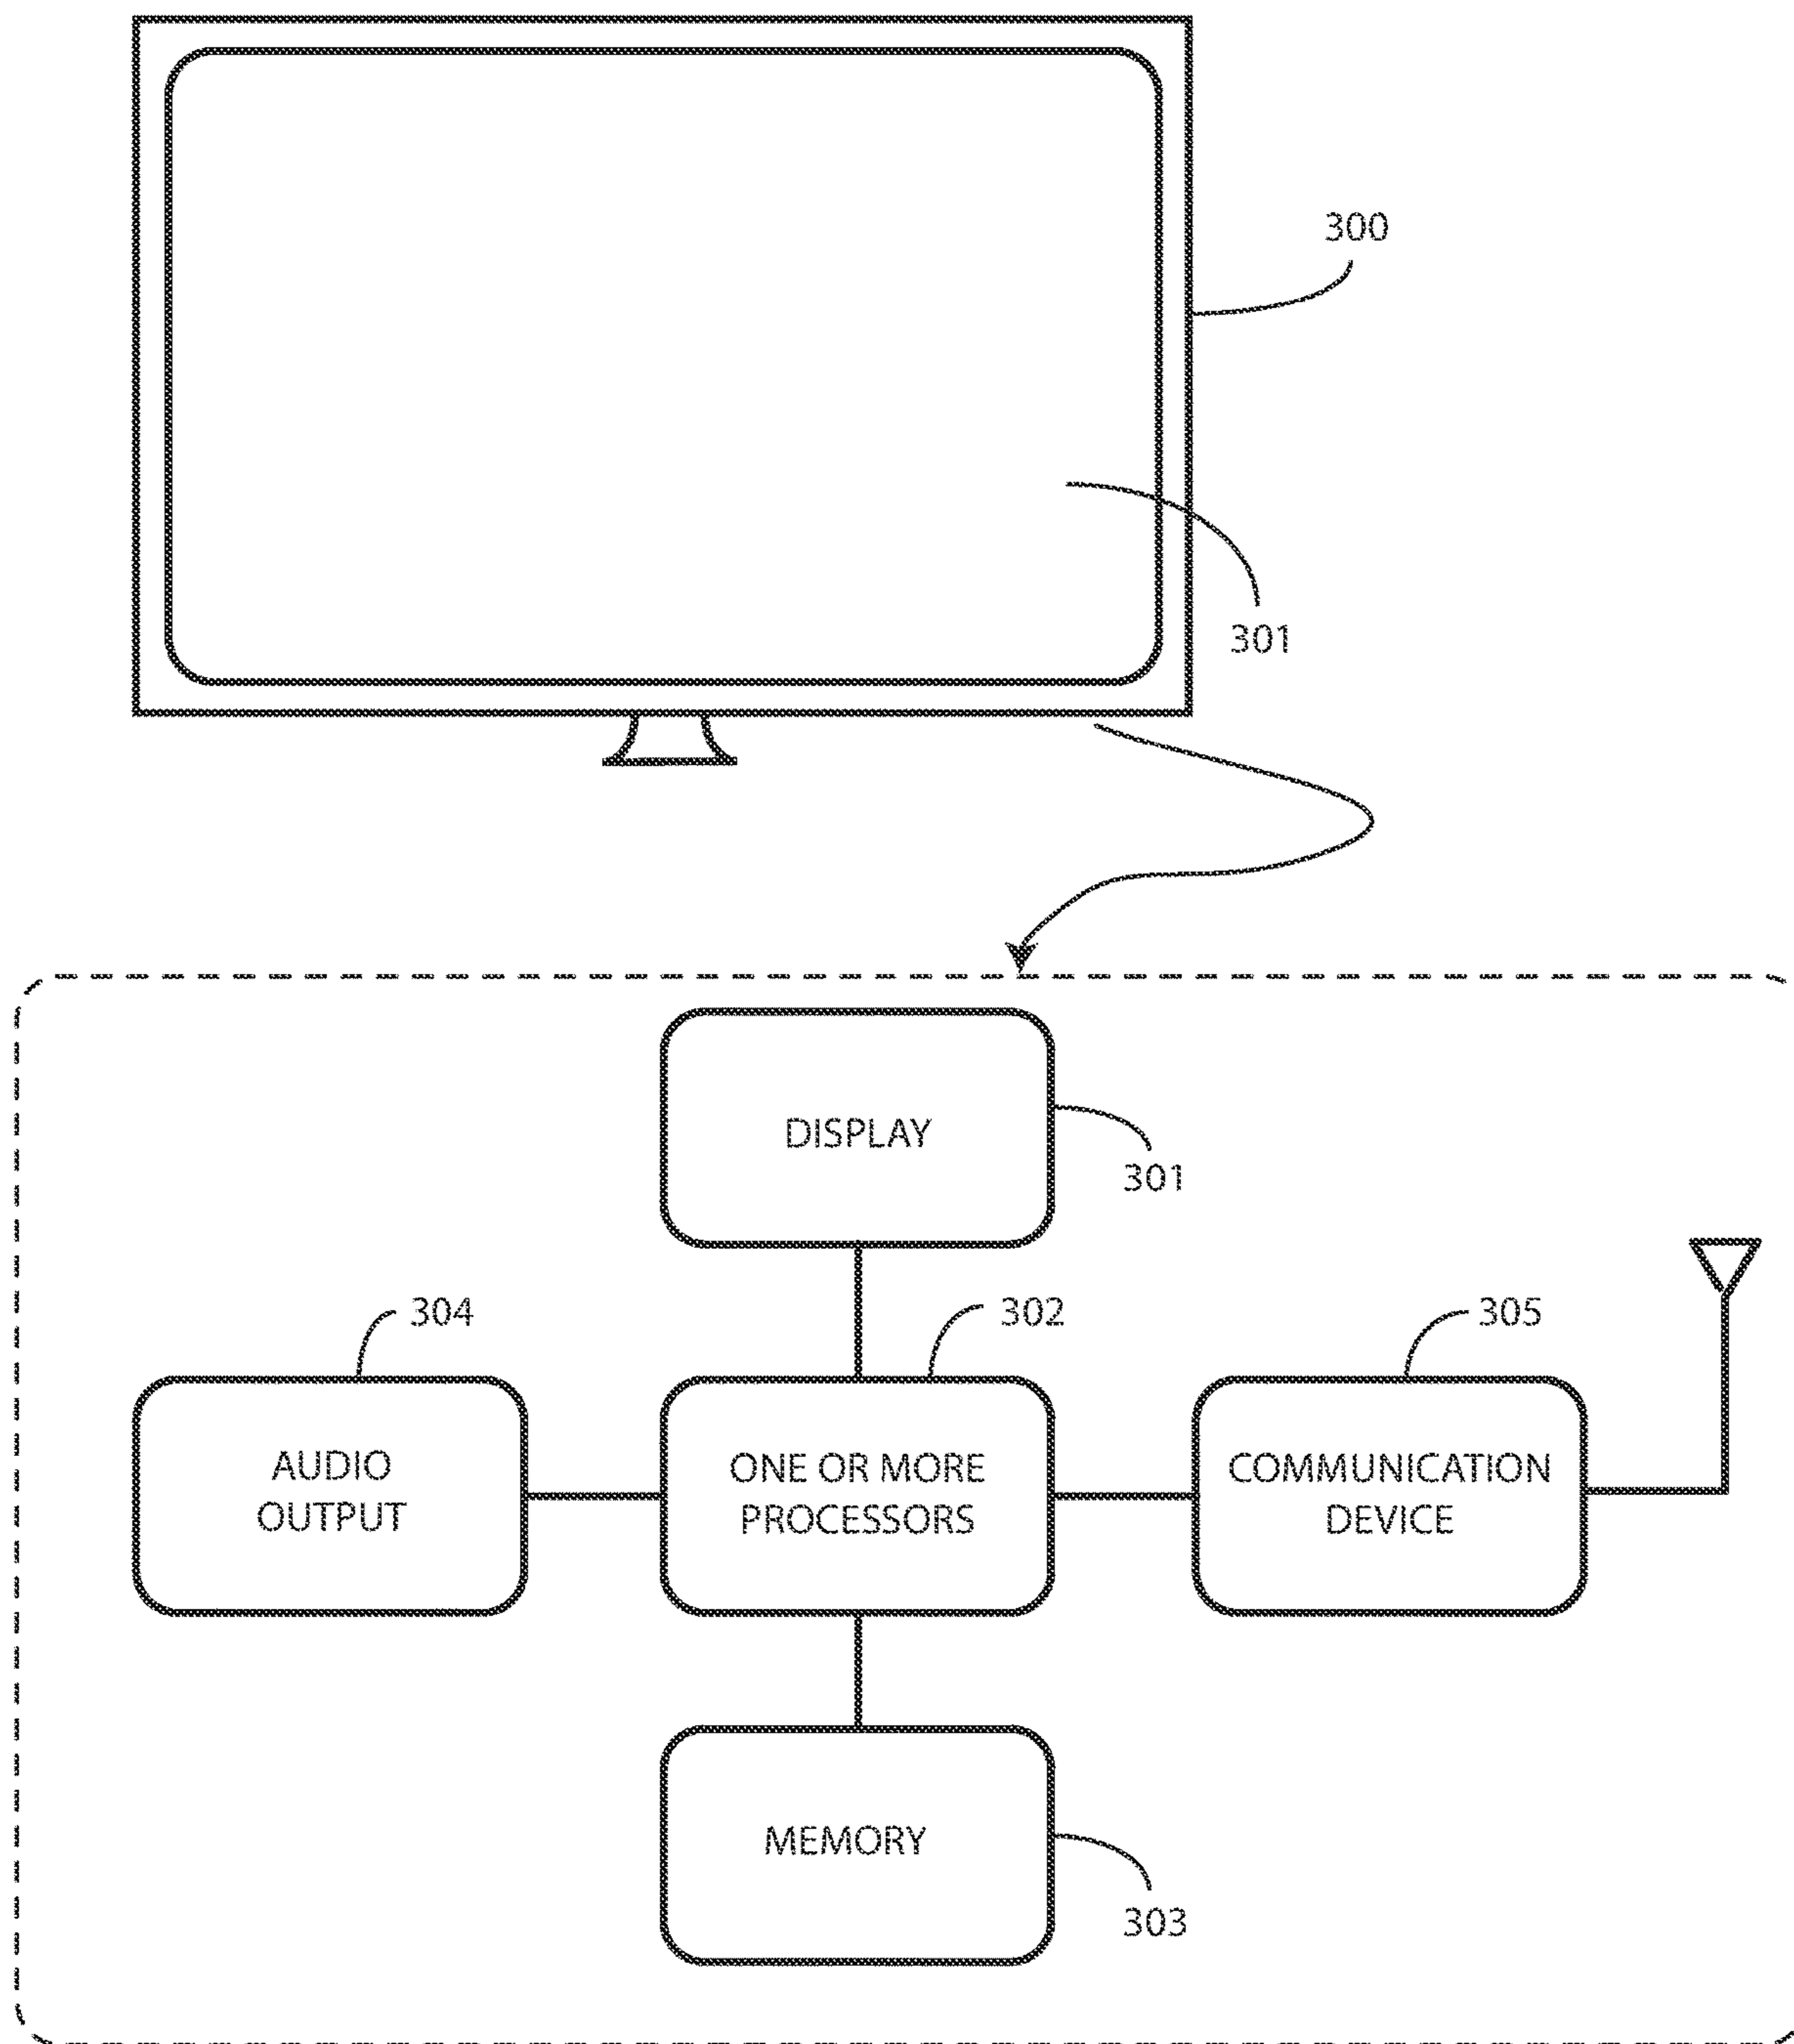 300
301
DISPLAY
301
304
302
305
AUDIO
OUTPUT
ONE OR MORE
PROCESSORS
COMMUNICATION
DEVICE
MEMORY
303